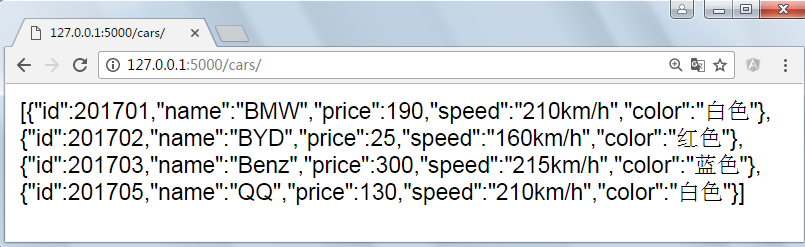 127.0.0.1:5000/cars/
127.0.0.1:5000/cars/
[{"id":201701,"name":"BMW","price":190,"speed":"210km/h","color":"白色"},
{"id":201702,"name":"BYD","price":25,"speed":"160km/h","color":"红色"},
{"id":201703,"name":"Benz","price":300,"speed":"215km/h","color":"蓝色"},
{"id":201705,"name":"QQ","price":130,"speed":"210km/h","color":"白色"}]